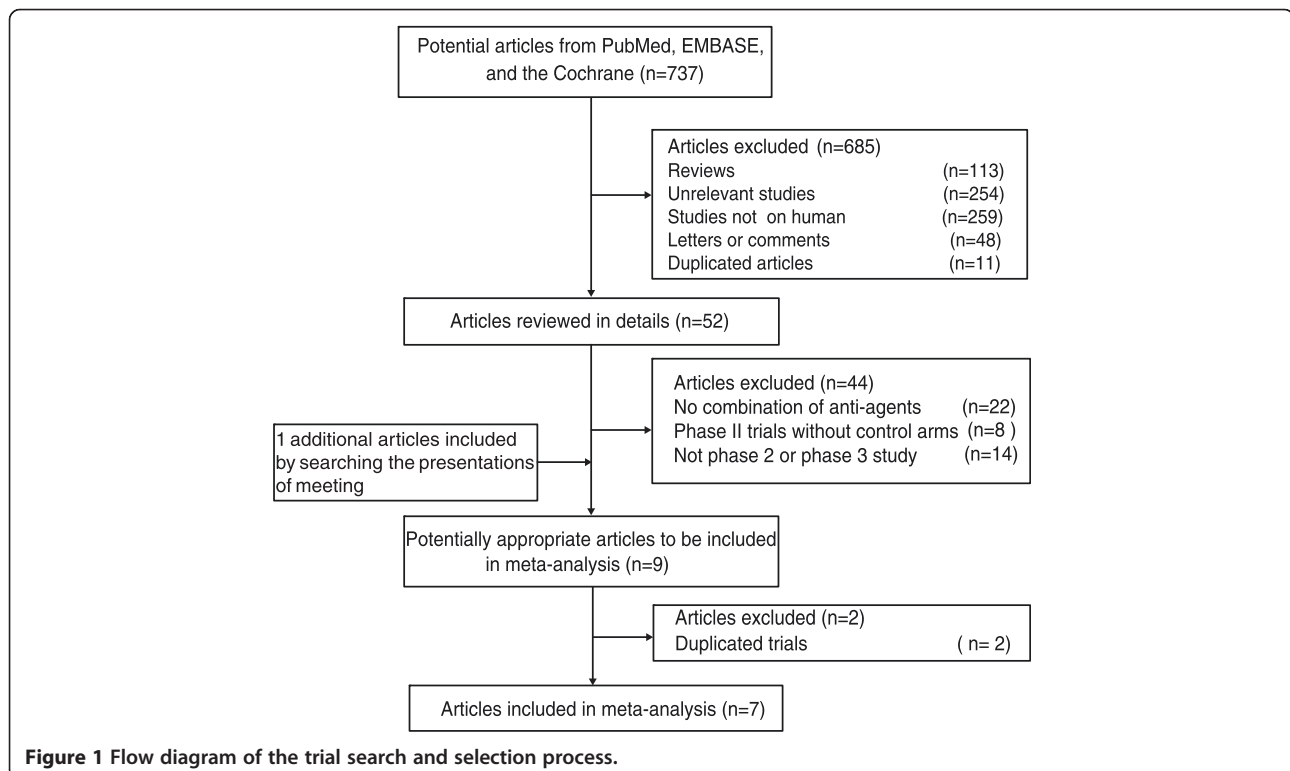 Potential articles from PubMed, EMBASE,
and the Cochrane (n=737)
Articles excluded (n=685)
Reviews (n=113)
Unrelevant studies (n=254)
Studies not on human (n=259)
Letters or comments (n=48)
Duplicated articles (n=11)
Articles reviewed in details (n=52)
Articles excluded (n=44)
No combination of anti-agents (n=22)
Phase II trials without control arms (n=8 )
Not phase 2 or phase 3 study (n=14)
1 additional articles included
by searching the presentations
of meeting
Potentially appropriate articles to be included
in meta-analysis (n=9)
Articles excluded (n=2)
Duplicated trials ( n= 2)
Articles included in meta-analysis (n=7)
Figure 1 Flow diagram of the trial search and selection process.